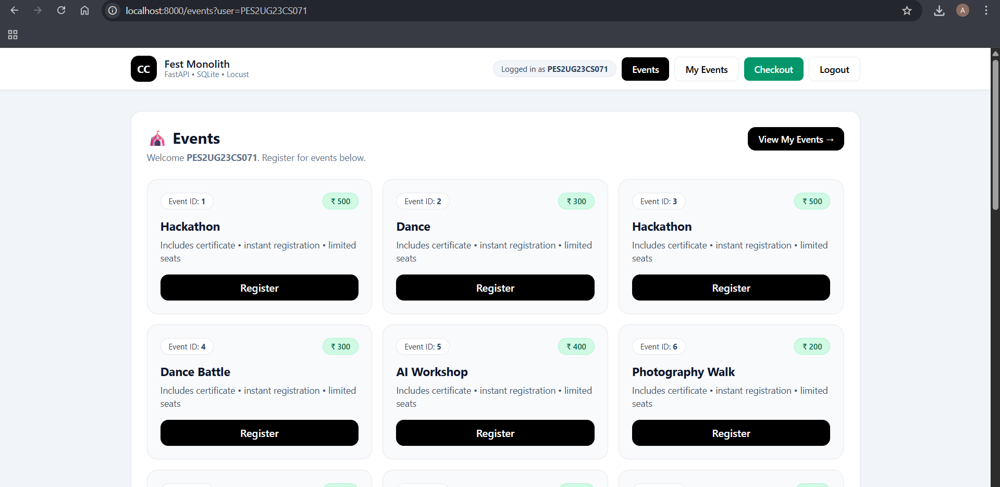 localhost:8000/events?user=PES2UG23CS071
A
CC
Fest Monolith
FastAPI • SQLite • Locust
Logged in as PES2UG23CS071
Events
My Events
Checkout
Logout
Events
View My Events →
Welcome PES2UG23CS071. Register for events below.
Event ID: 1
₹ 500
Hackathon
Includes certificate • instant registration • limited
seats
Register
Event ID: 2
₹ 300
Dance
Includes certificate • instant registration • limited
seats
Register
Event ID: 3
₹ 500
Hackathon
Includes certificate • instant registration • limited
seats
Register
Event ID: 4
₹ 300
Dance Battle
Includes certificate • instant registration • limited
seats
Register
Event ID: 5
₹ 400
AI Workshop
Includes certificate • instant registration • limited
seats
Register
Event ID: 6
₹ 200
Photography Walk
Includes certificate • instant registration • limited
seats
Register